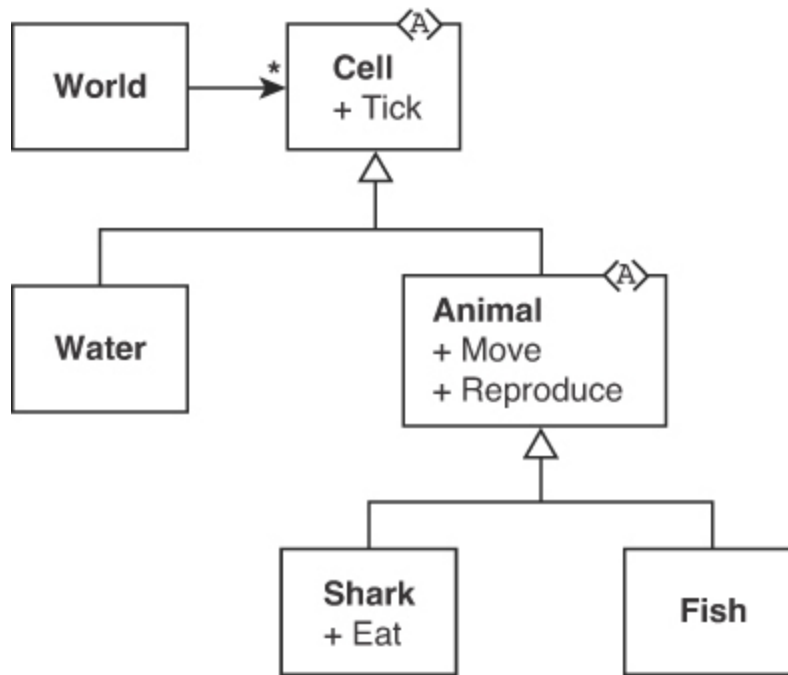 <A>
World
*
Cell
+ Tick
<A>
Water
Animal
+ Move
+ Reproduce
Shark
+ Eat
Fish